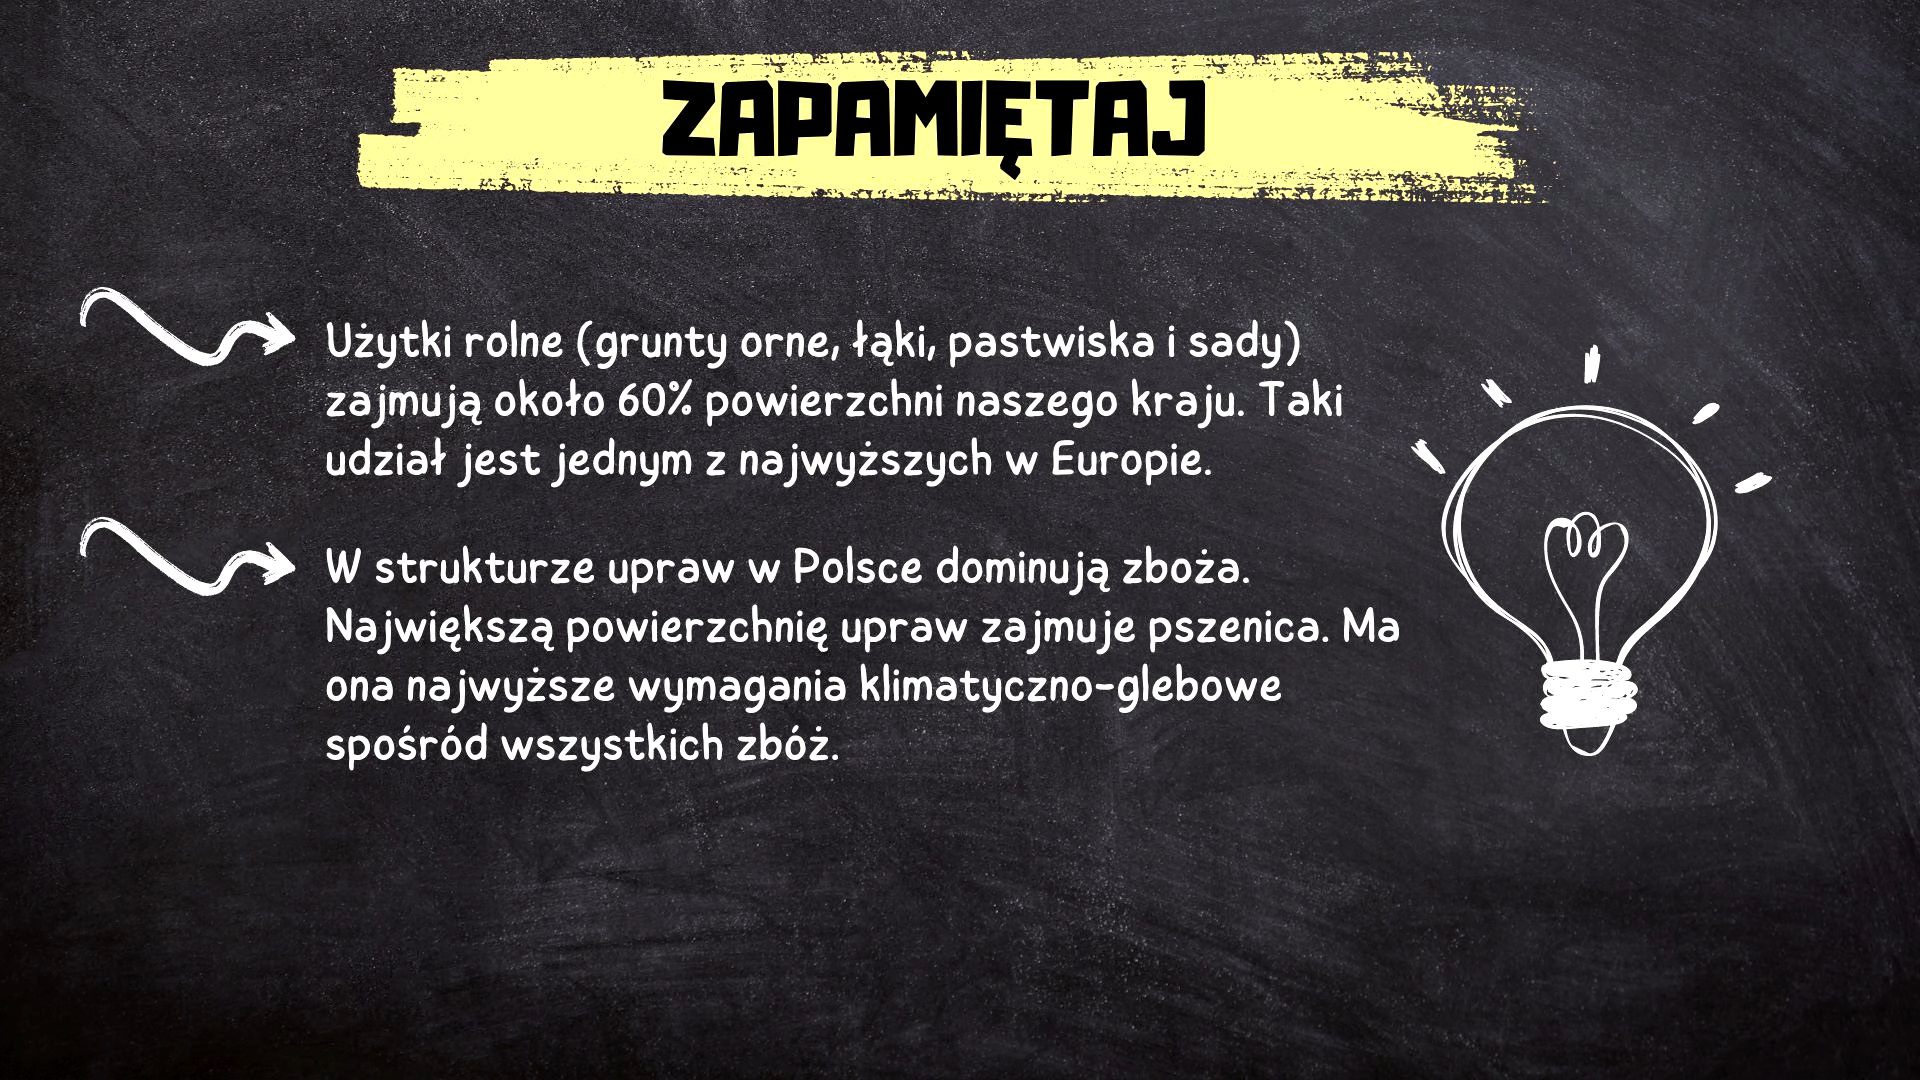 ZAPAMIĘTAJ
Użytki rolne (grunty orne, łąki, pastwiska i sady)
zajmują około 60% powierzchni naszego kraju. Taki
udział jest jednym z najwyższych w Europie.
W strukturze upraw w Polsce dominują zboża.
Największą powierzchnię upraw zajmuje pszenica. Ma
ona najwyższe wymagania klimatyczno-glebowe
spośród wszystkich zbóż.